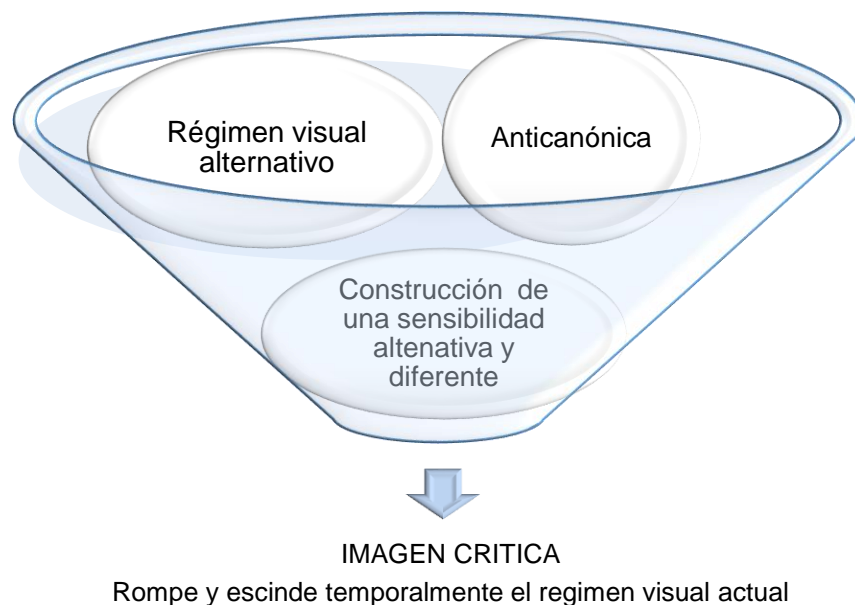 Régimen visual
alternativo
Anticanónica
Construcción de
una sensibilidad
altenativa y
diferente
IMAGEN CRITICA
Rompe y escinde temporalmente el regimen visual actual